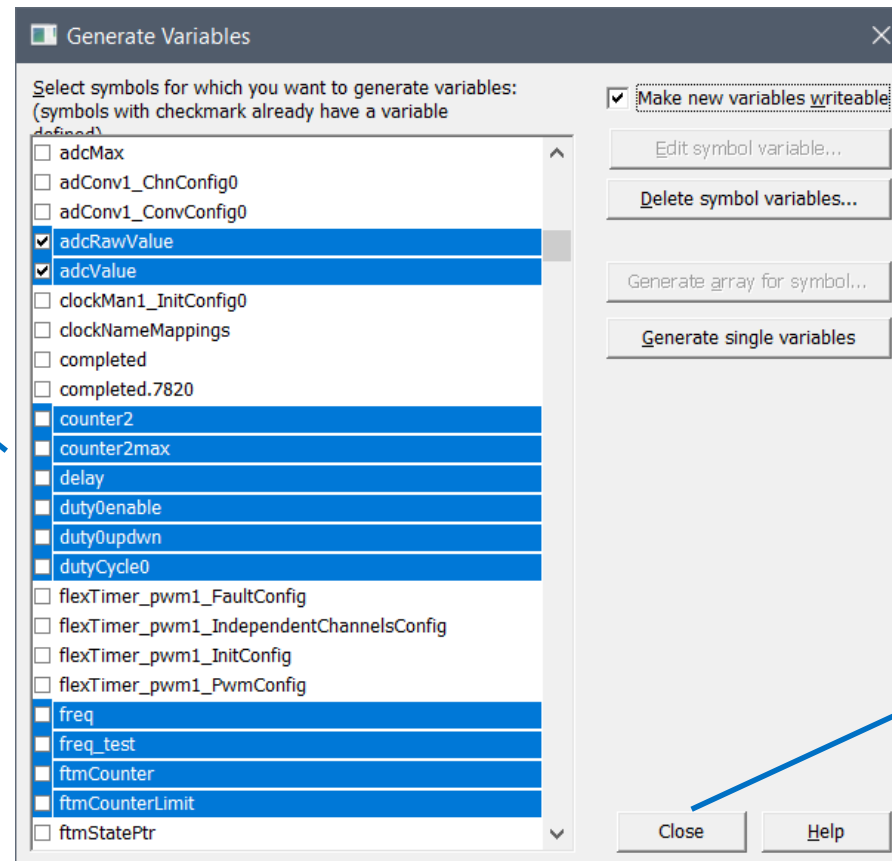 Generate Variables
Select symbols for which you want to generate variables:
(symbols with checkmark already have a variable
defined)
adcMax
adConv1_ChnConfig0
adConv1_ConvConfig0
adcRawValue
adcValue
clockMan1_InitConfig0
clockNameMappings
completed
completed.7820
counter2
counter2max
delay
duty0enable
duty0updwn
dutyCycle0
flexTimer_pwm1_FaultConfig
flexTimer_pwm1_IndependentChannelsConfig
flexTimer_pwm1_InitConfig
flexTimer_pwm1_PwmConfig
freq
freq_test
ftmCounter
ftmCounterLimit
ftmStatePtr
Make new variables writeable
Edit symbol variable...
Delete symbol variables...
Generate array for symbol...
Generate single variables
Close
Help